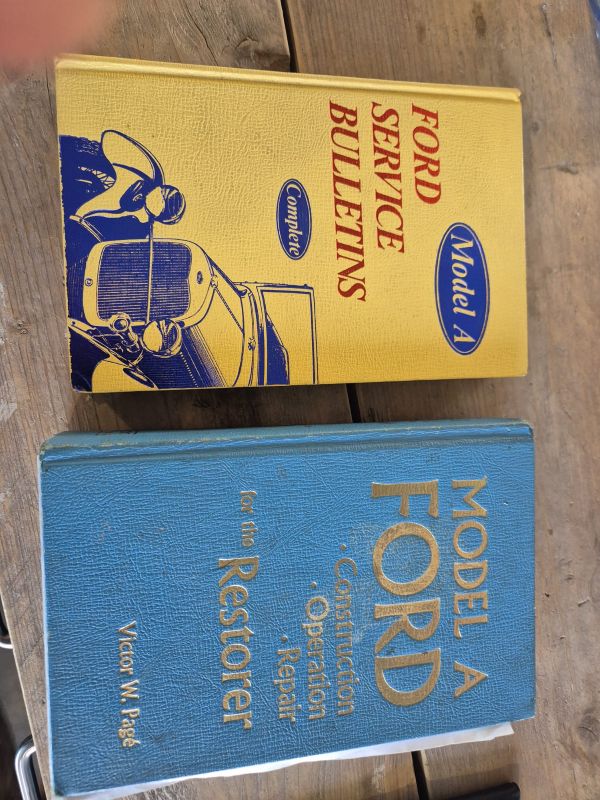 Model A
FORD
SERVICE
BULLETINS
Complete
MODEL A
FORD
• Construction
• Operation
• Repair
for the Restorer
Victor W. Pagé